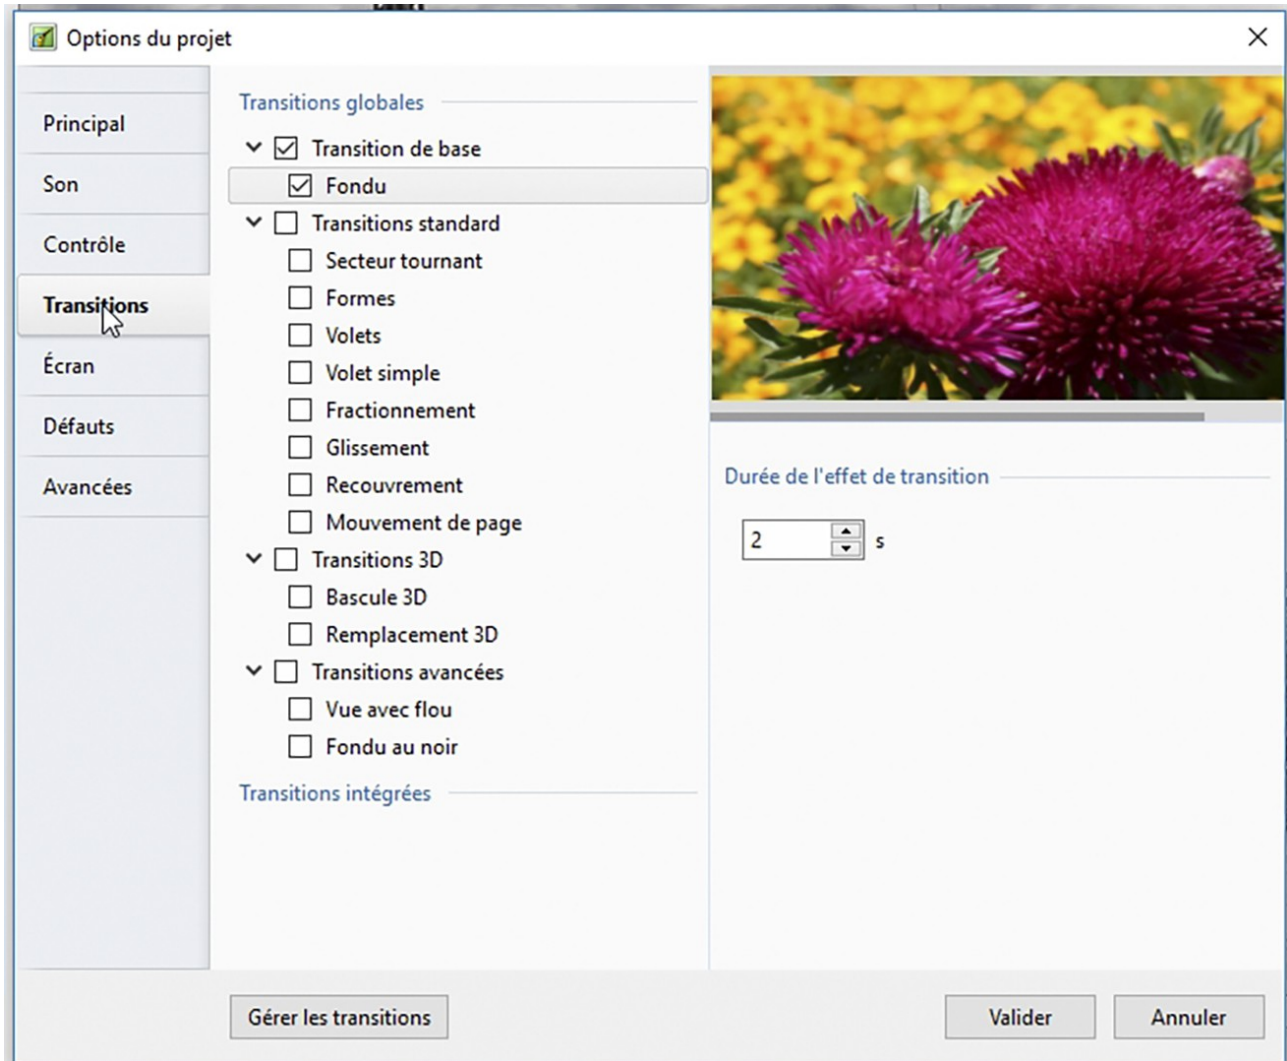 Options du projet
Principal
Son
Contrôle
Transitions
Écran
Défauts
Avancées
Transitions globales
Transition de base
Fondu
Transitions standard
Secteur tournant
Formes
Volets
Volet simple
Fractionnement
Glissement
Recouvrement
Mouvement de page
Transitions 3D
Bascule 3D
Remplacement 3D
Transitions avancées
Vue avec flou
Fondu au noir
Transitions intégrées
Durée de l'effet de transition
2 s
Gérer les transitions
Valider
Annuler